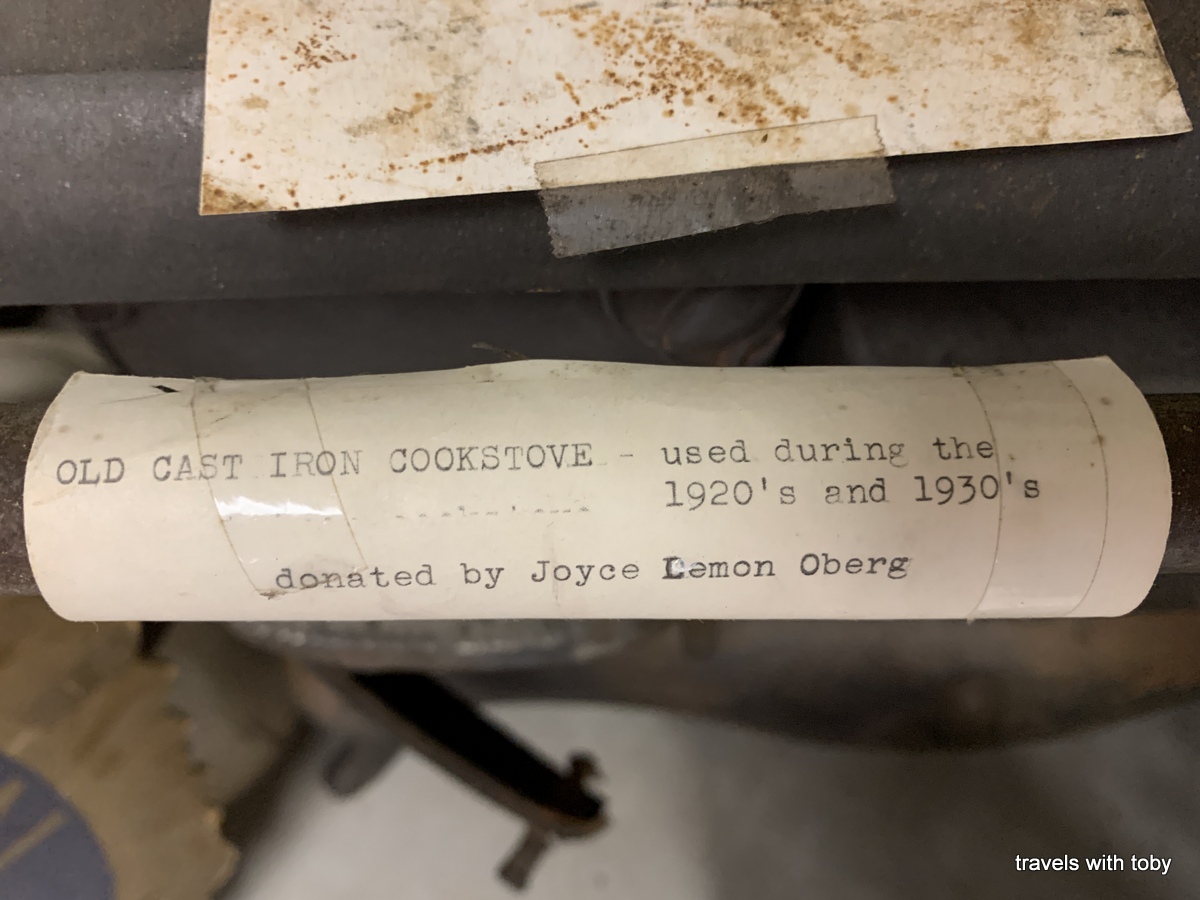 OLD CAST IRON COOKSTOVE - used during the
1920's and 1930's
donated by Joyce Lemon Oberg
travels with toby